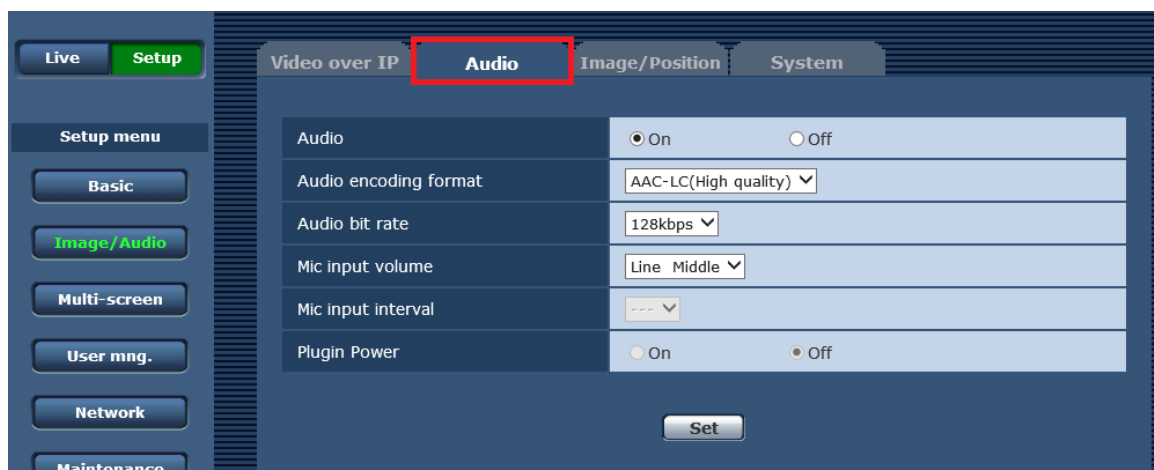 Live Setup
Setup menu
Basic
Image/Audio
Multi-screen
User mng.
Network
Maintenance
Video over IP Audio Image/Position System
Audio On Off
Audio encoding format AAC-LC(High quality)
Audio bit rate 128kbps
Mic input volume Line Middle
Mic input interval ---
Plugin Power On Off
Set